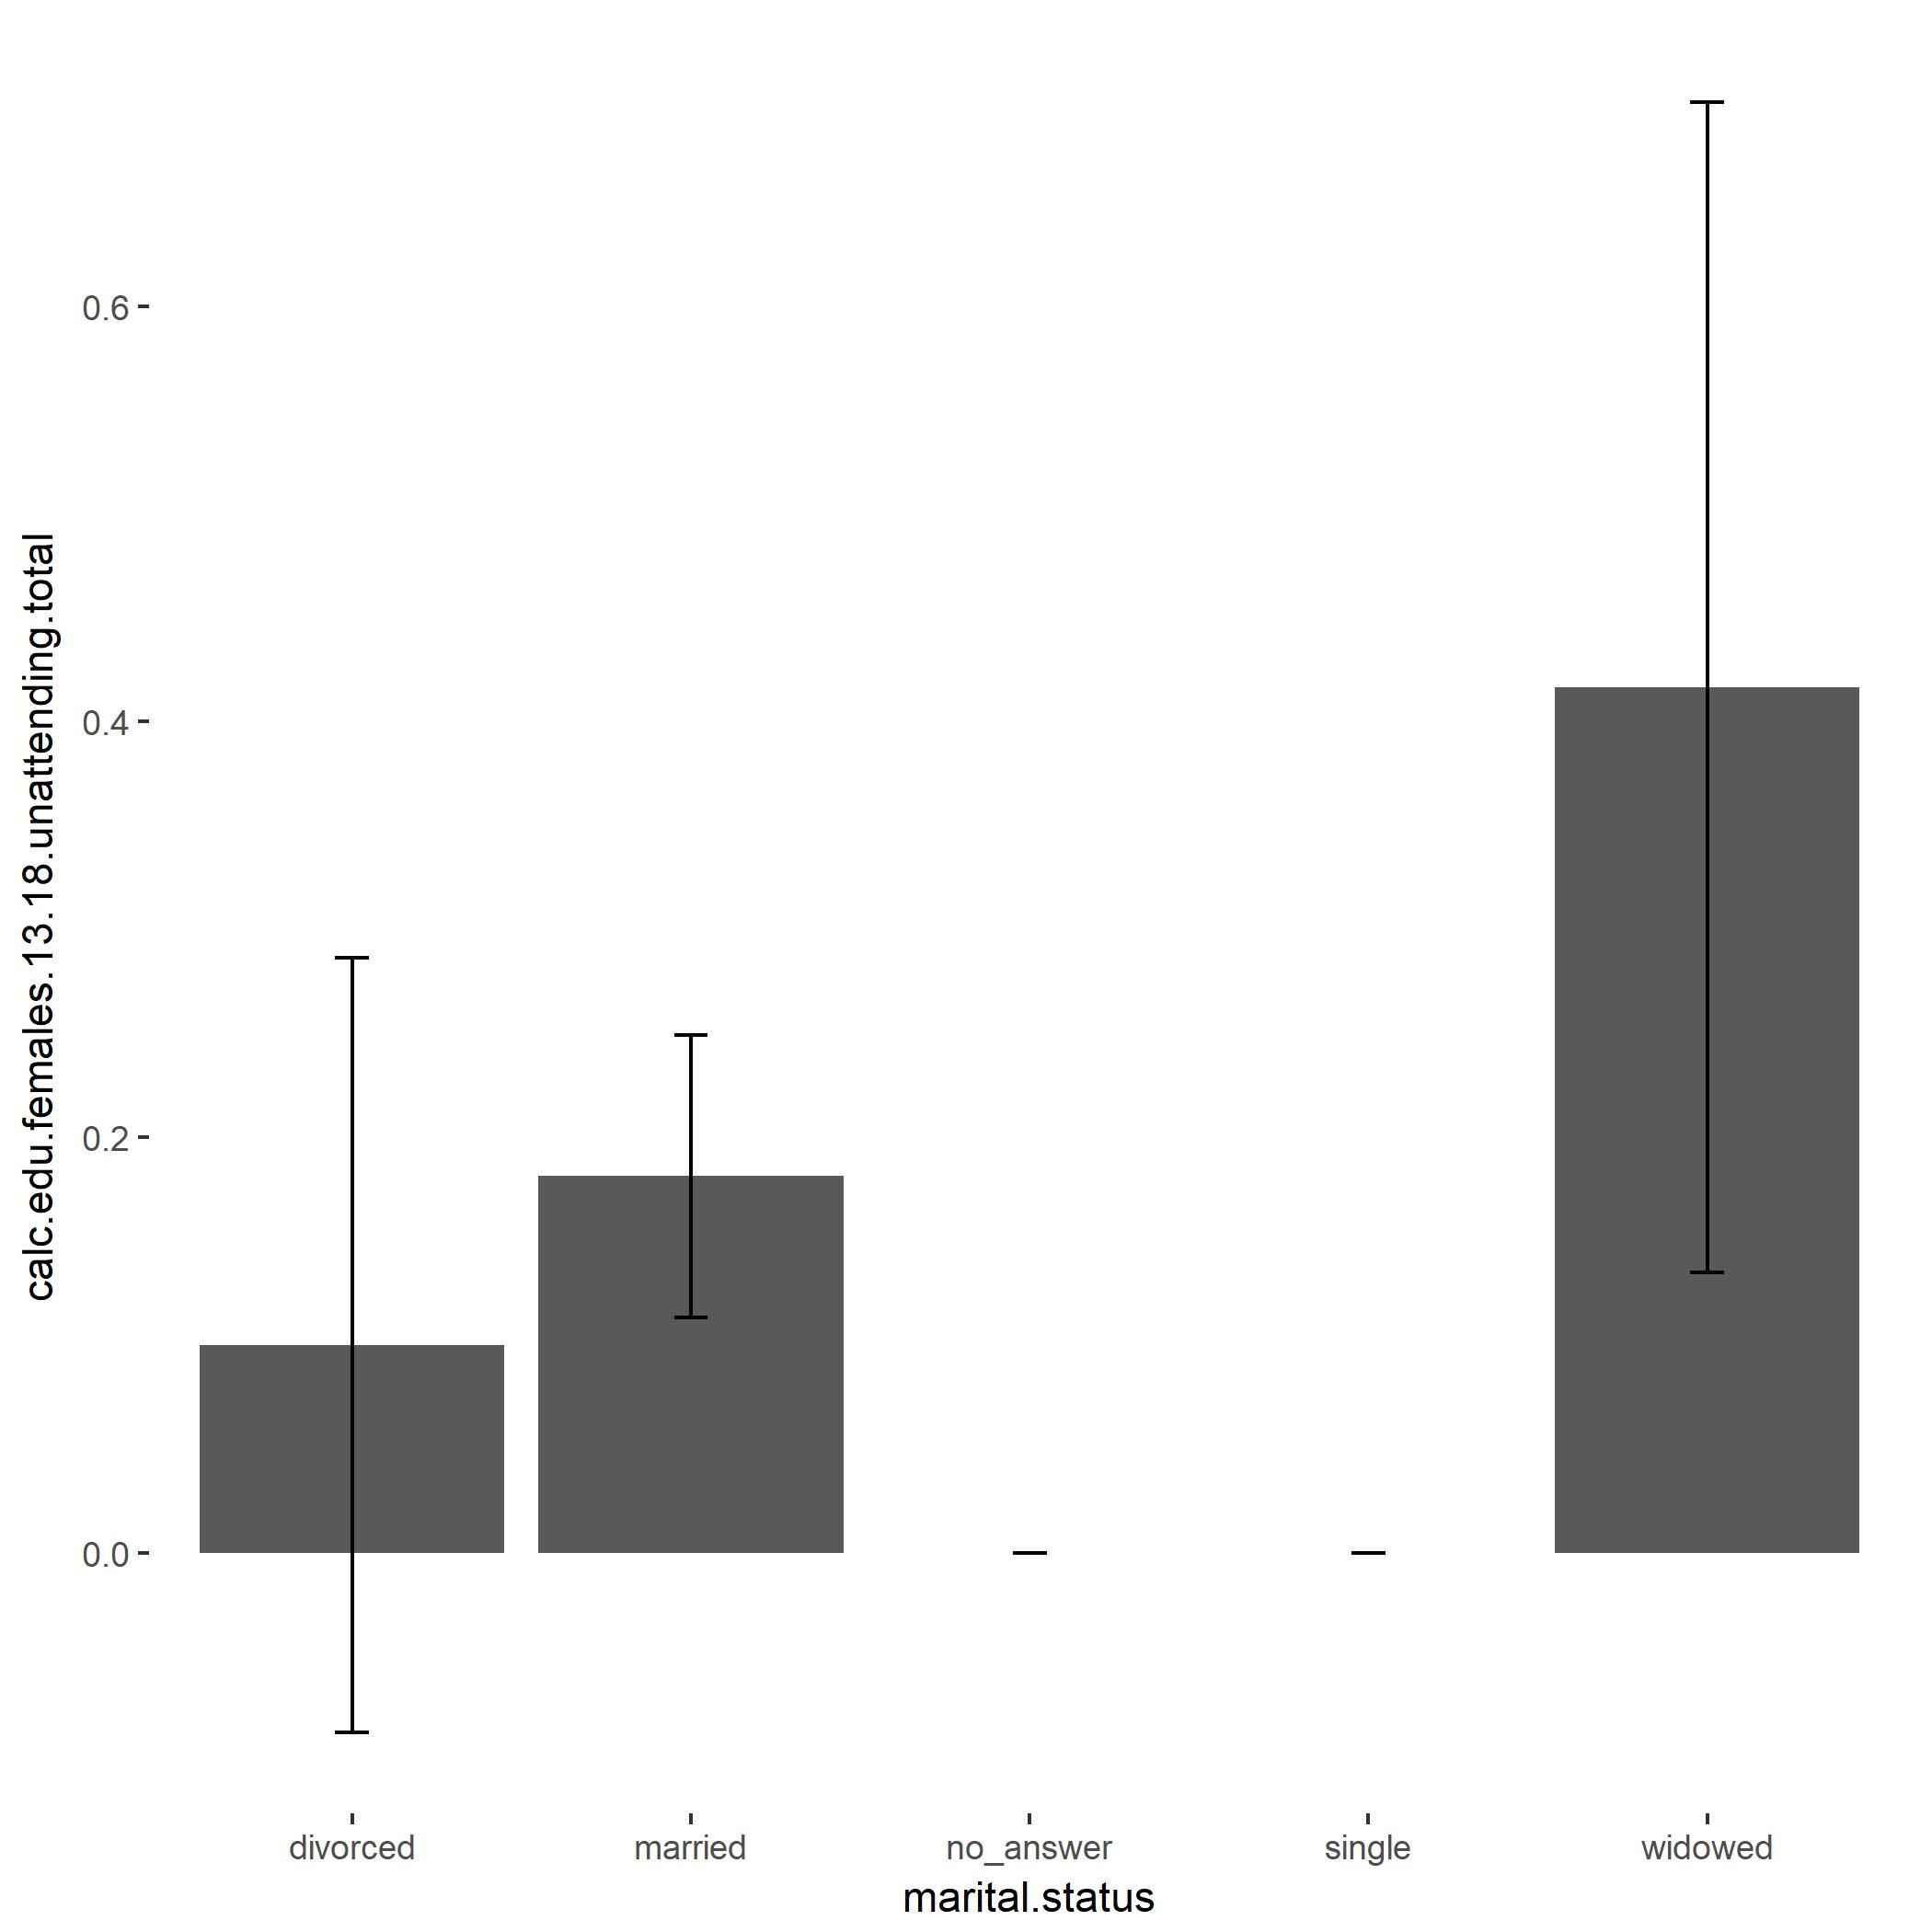 calc.edu.females.13.18.unattending.total
0.6
0.4
0.2
0.0
divorced married no_answer single widowed
marital.status